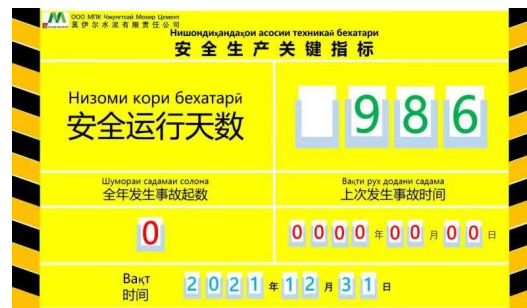 ООО МПК Чжунгтсай Мохир Цемент
莫伊尔水泥有限责任公司
Нишондиҳандаҳои асосии техникаӣ бехатари
安全生产关键指标
Низоми кори бехатарӣ
安全运行天数
986
Шумораи садамаи солона
全年发生事故起数
Вақти рух додани садама
上次发生事故时间
0
0000年00月00日
Вақт
时间
2021年12月31日